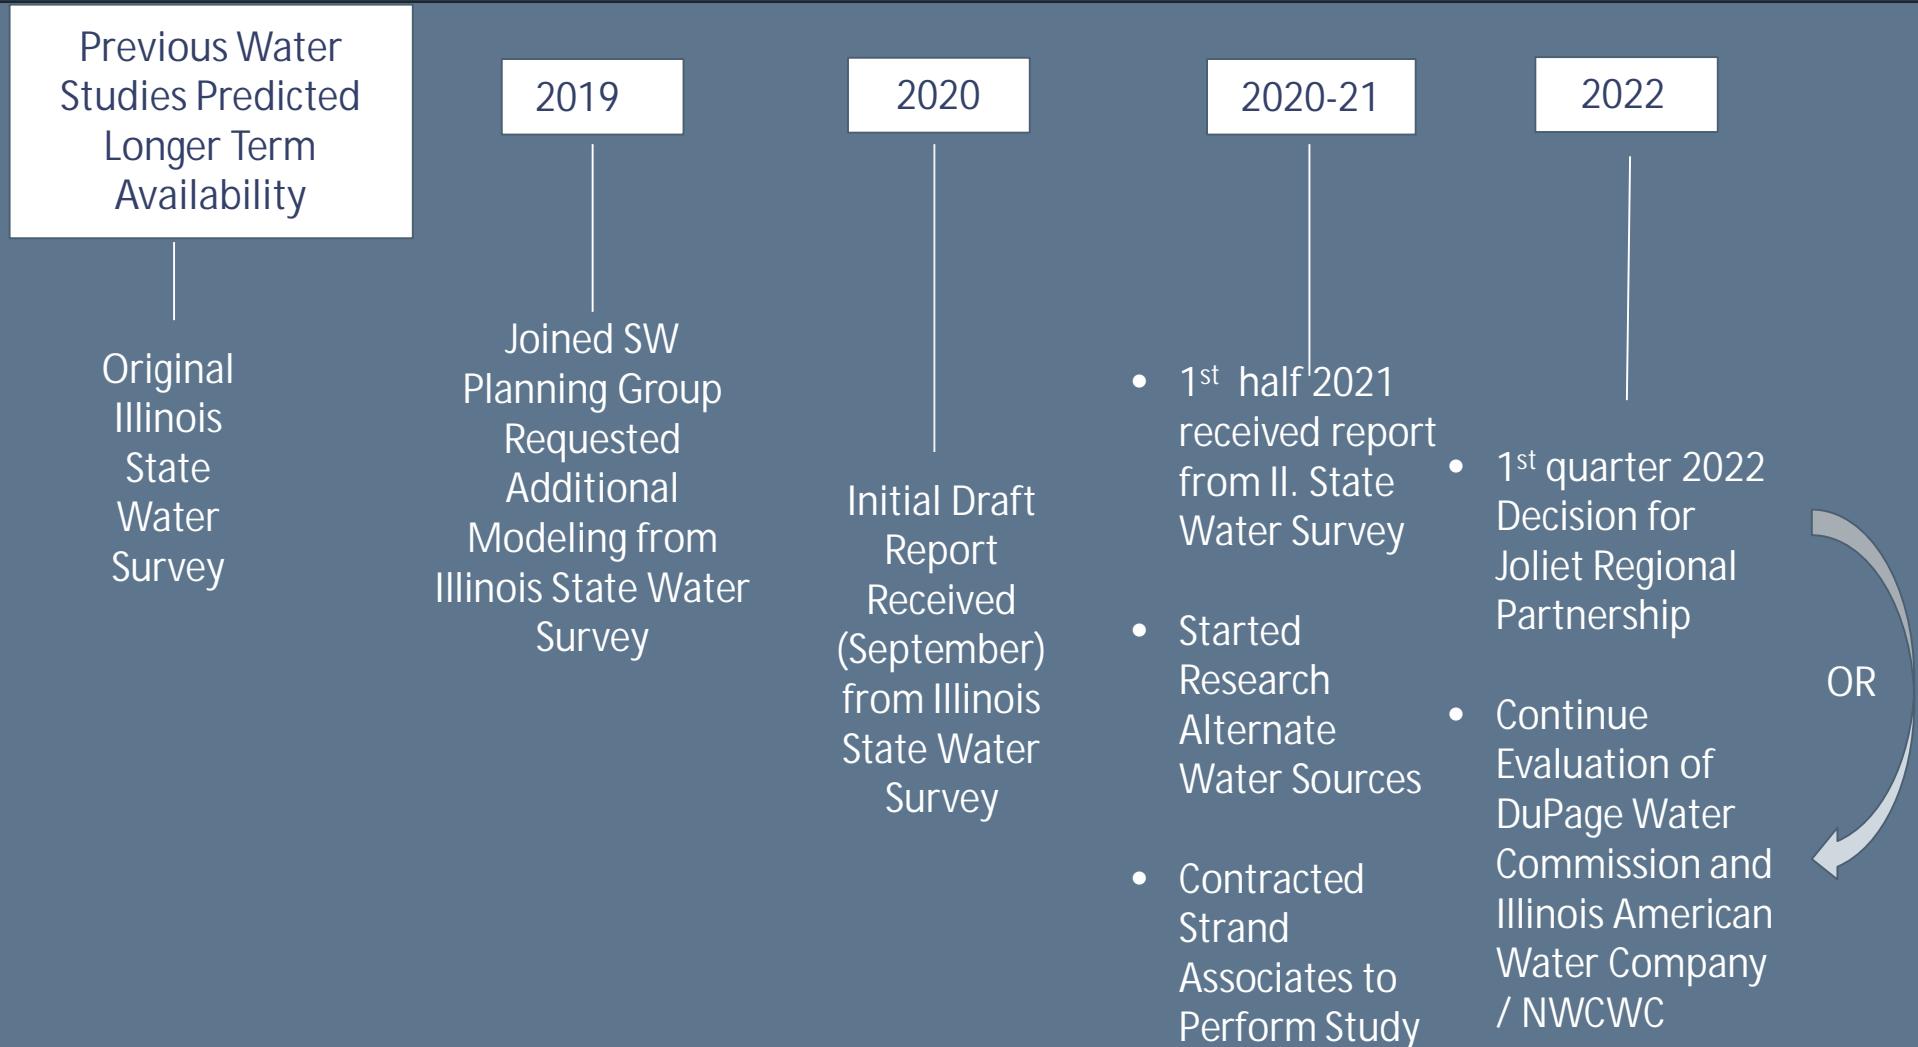 Previous Water
Studies Predicted
Longer Term
Availability
Original
Illinois
State
Water
Survey
2019
Joined SW
Planning Group
Requested
Additional
Modeling from
Illinois State Water
Survey
2020
Initial Draft
Report
Received
(September)
from Illinois
State Water
Survey
2020-21
• 1st half 2021
received report
from Il. State
Water Survey
• Started
Research
Alternate
Water Sources
• Contracted
Strand
Associates to
Perform Study
2022
• 1st quarter 2022
Decision for
Joliet Regional
Partnership
OR
• Continue
Evaluation of
DuPage Water
Commission and
Illinois American
Water Company
/ NWCWC